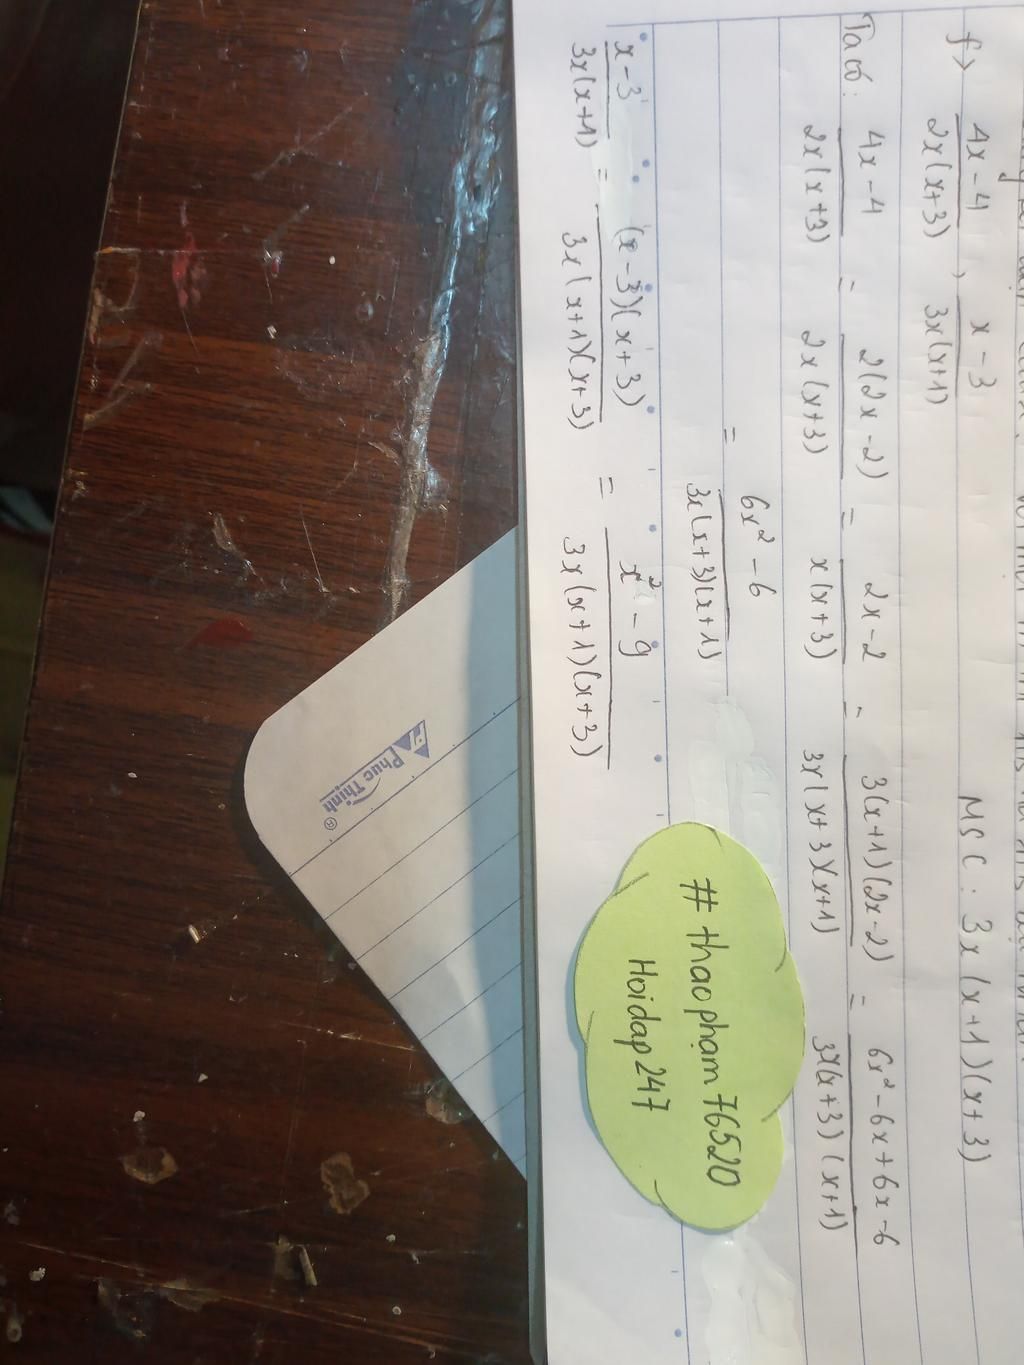 f> 4x-4/2x(x+3), x-3/3x(x+1) MSC: 3x(x+1)(x+3)
Ta có: 4x-4/2x(x+3) = 2(2x-2)/2x(x+3) = 2x-2/x(x+3) = 3(x+1)(2x-2)/3x(x+3)(x+1) = 6x²-6x+6x-6/3x(x+3)(x+1)
= 6x²-6/3x(x+3)(x+1)
x-3/3x(x+1) = (x-3)(x+3)/3x(x+1)(x+3) = x²-9/3x(x+1)(x+3)
# thaophạm76520
Hoidap247
Phuc Thinh ®